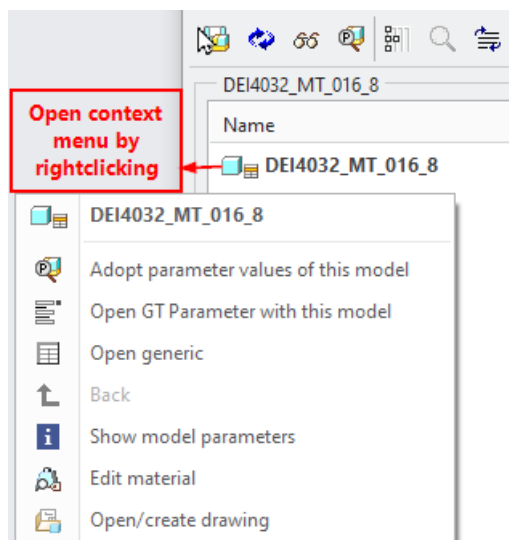 DEI4032_MT_016_8
Name
DEI4032_MT_016_8
Open context
menu by
rightclicking
DEI4032_MT_016_8
Adopt parameter values of this model
Open GT Parameter with this model
Open generic
Back
Show model parameters
Edit material
Open/create drawing